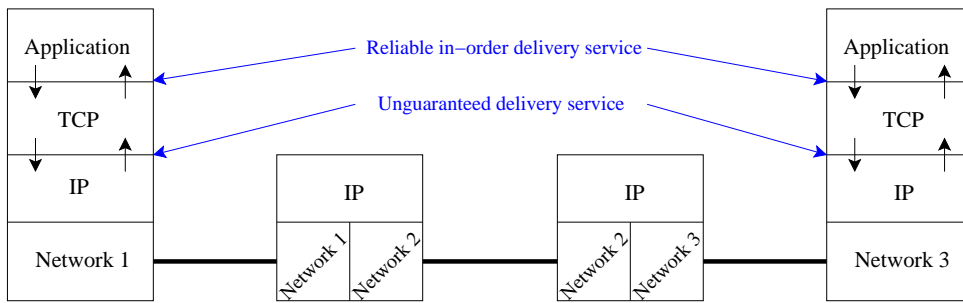 Application
Reliable in−order delivery service
Application
Unguaranteed delivery service
TCP
TCP
IP
IP
IP
IP
Network 1
Network 1
Network 2
Network 2
Network 3
Network 3